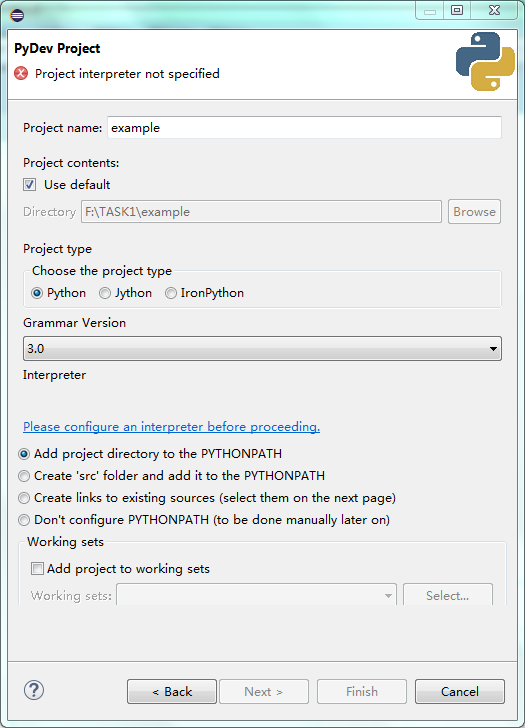 PyDev Project
Project interpreter not specified
Project name: example
Project contents:
Use default
Directory F:\TASK1\example Browse
Project type
Choose the project type
Python Jython IronPython
Grammar Version
3.0
Interpreter
Please configure an interpreter before proceeding.
Add project directory to the PYTHONPATH
Create 'src' folder and add it to the PYTHONPATH
Create links to existing sources (select them on the next page)
Don't configure PYTHONPATH (to be done manually later on)
Working sets
Add project to working sets
Working sets: Select...
? < Back Next > Finish Cancel